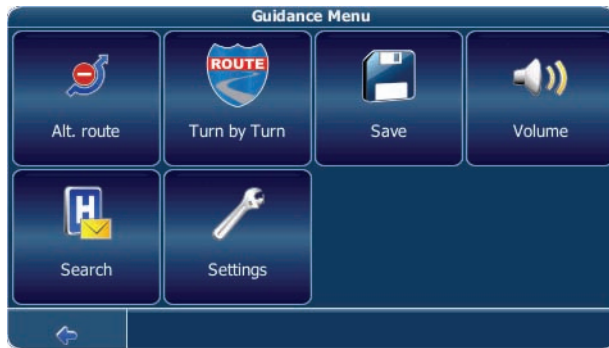 Guidance Menu
ROUTE
Alt. route
Turn by Turn
Save
Volume
H
Search
Settings